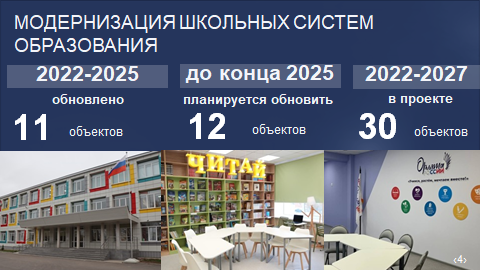 МОДЕРНИЗАЦИЯ ШКОЛЬНЫХ СИСТЕМ
ОБРАЗОВАНИЯ
2022-2025
обновлено
11 объектов
до конца 2025
планируется обновить
12 объектов
2022-2027
в проекте
30 объектов
ЧИТАЙ
‹4›